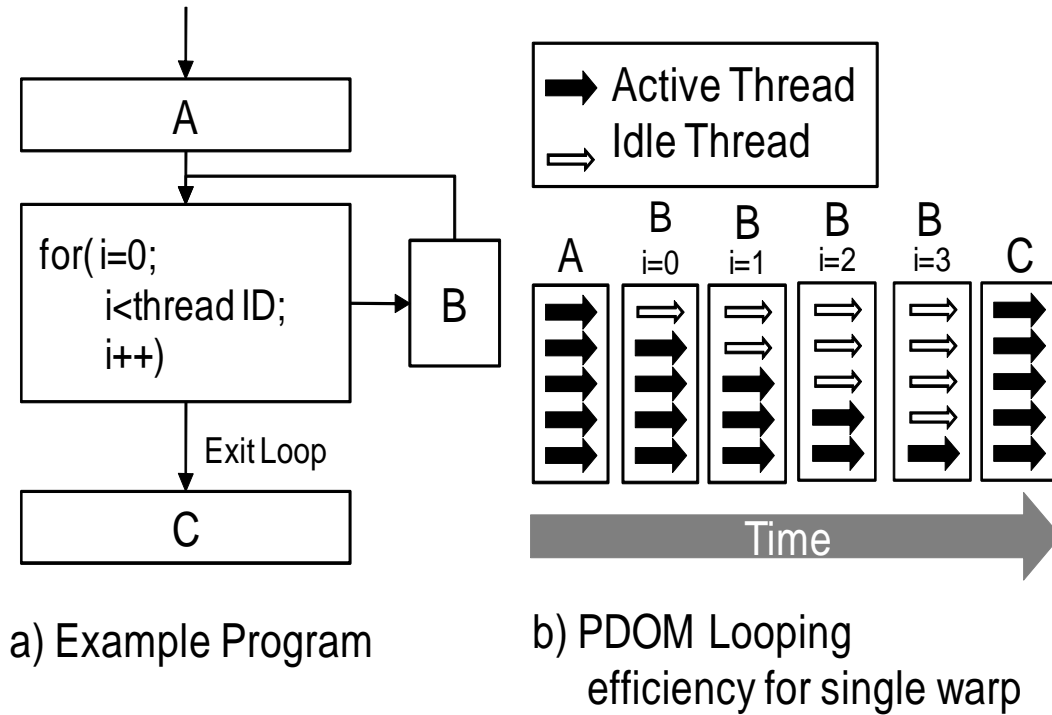 A
for( i=0;
i<thread ID;
i++)
B
Exit Loop
C
a) Example Program
Active Thread
Idle Thread
A
B
i=0
B
i=1
B
i=2
B
i=3
C
Time
b) PDOM Looping
efficiency for single warp